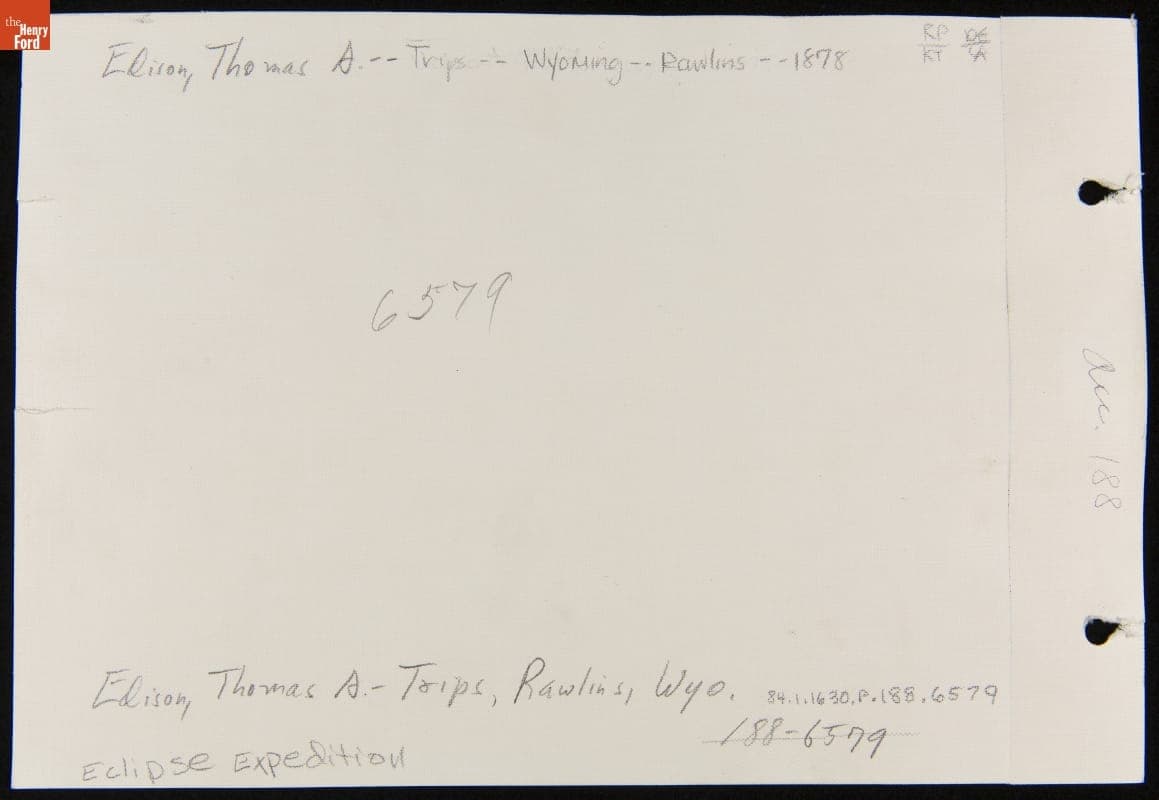 the
Henry
Ford
Edison, Thomas A.-- Trips -- Wyoming -- Rawlins -- 1878
RP
KT
6579
Acc. 188
Edison, Thomas A.- Trips, Rawlins, Wyo.
84.1.1630.P.188.6579
188-6579
Eclipse Expedition